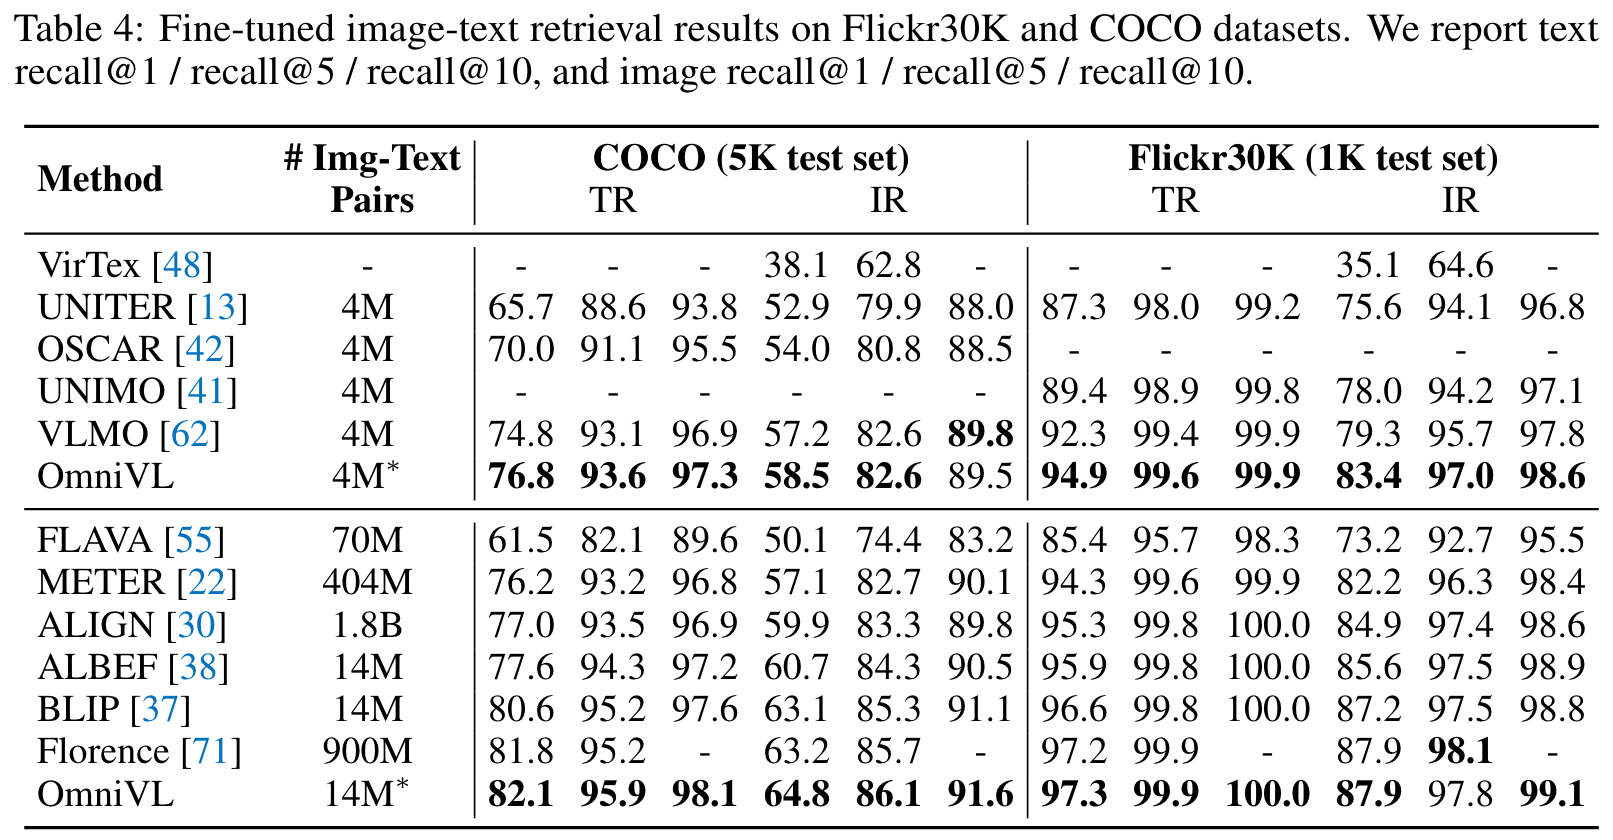 Table 4: Fine-tuned image-text retrieval results on Flickr30K and COCO datasets. We report text
recall@1 / recall@5 / recall@10, and image recall@1 / recall@5 / recall@10.
Method # Img-Text Pairs COCO (5K test set) Flickr30K (1K test set)
TR IR TR IR
VirTex [48] - - - - 38.1 62.8 - - - - 35.1 64.6 -
UNITER [13] 4M 65.7 88.6 93.8 52.9 79.9 88.0 87.3 98.0 99.2 75.6 94.1 96.8
OSCAR [42] 4M 70.0 91.1 95.5 54.0 80.8 88.5 - - - - - -
UNIMO [41] 4M - - - - - - 89.4 98.9 99.8 78.0 94.2 97.1
VLMO [62] 4M 74.8 93.1 96.9 57.2 82.6 89.8 92.3 99.4 99.9 79.3 95.7 97.8
OmniVL 4M* 76.8 93.6 97.3 58.5 82.6 89.5 94.9 99.6 99.9 83.4 97.0 98.6
FLAVA [55] 70M 61.5 82.1 89.6 50.1 74.4 83.2 85.4 95.7 98.3 73.2 92.7 95.5
METER [22] 404M 76.2 93.2 96.8 57.1 82.7 90.1 94.3 99.6 99.9 82.2 96.3 98.4
ALIGN [30] 1.8B 77.0 93.5 96.9 59.9 83.3 89.8 95.3 99.8 100.0 84.9 97.4 98.6
ALBEF [38] 14M 77.6 94.3 97.2 60.7 84.3 90.5 95.9 99.8 100.0 85.6 97.5 98.9
BLIP [37] 14M 80.6 95.2 97.6 63.1 85.3 91.1 96.6 99.8 100.0 87.2 97.5 98.8
Florence [71] 900M 81.8 95.2 - 63.2 85.7 - 97.2 99.9 - 87.9 98.1 -
OmniVL 14M* 82.1 95.9 98.1 64.8 86.1 91.6 97.3 99.9 100.0 87.9 97.8 99.1